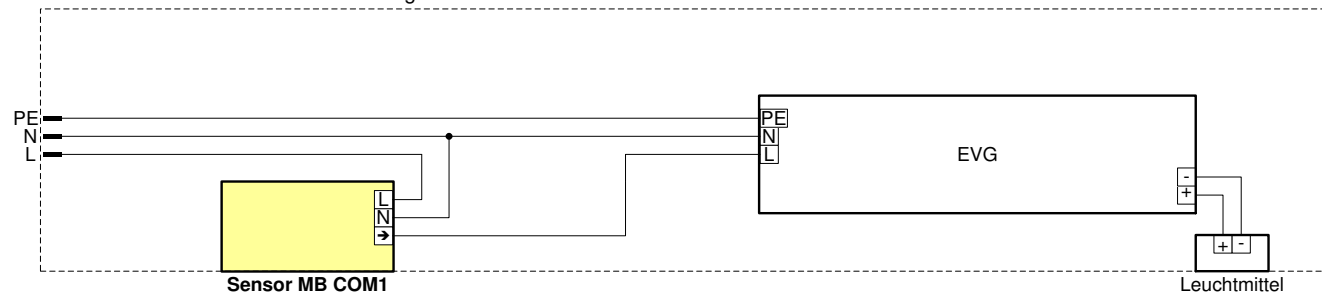 PE
N
L
PE
N
L
EVG
-
+
L
N
➔
+ -
Sensor MB COM1
Leuchtmittel